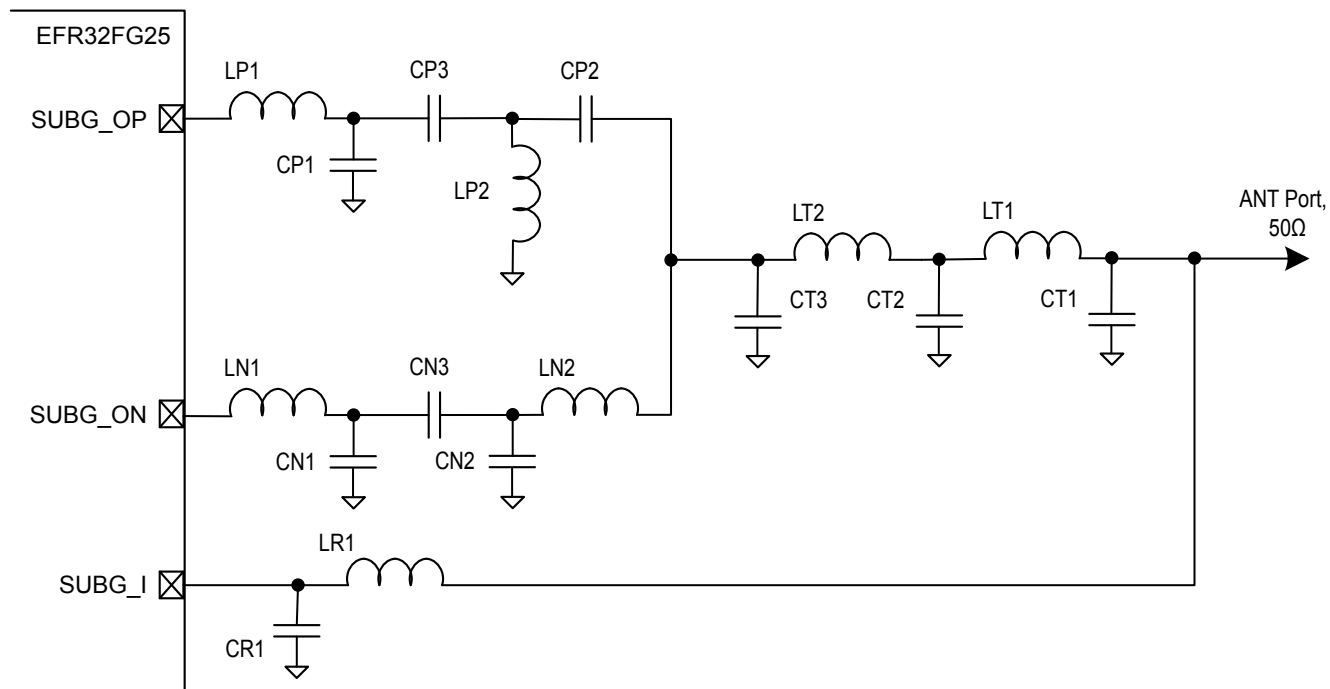 EFR32FG25
LP1
CP3
CP2
SUBG_OP
CP1
LP2
LT2
LT1
ANT Port,
50Ω
CT3
CT2
CT1
LN1
CN3
LN2
SUBG_ON
CN1
CN2
LR1
SUBG_I
CR1